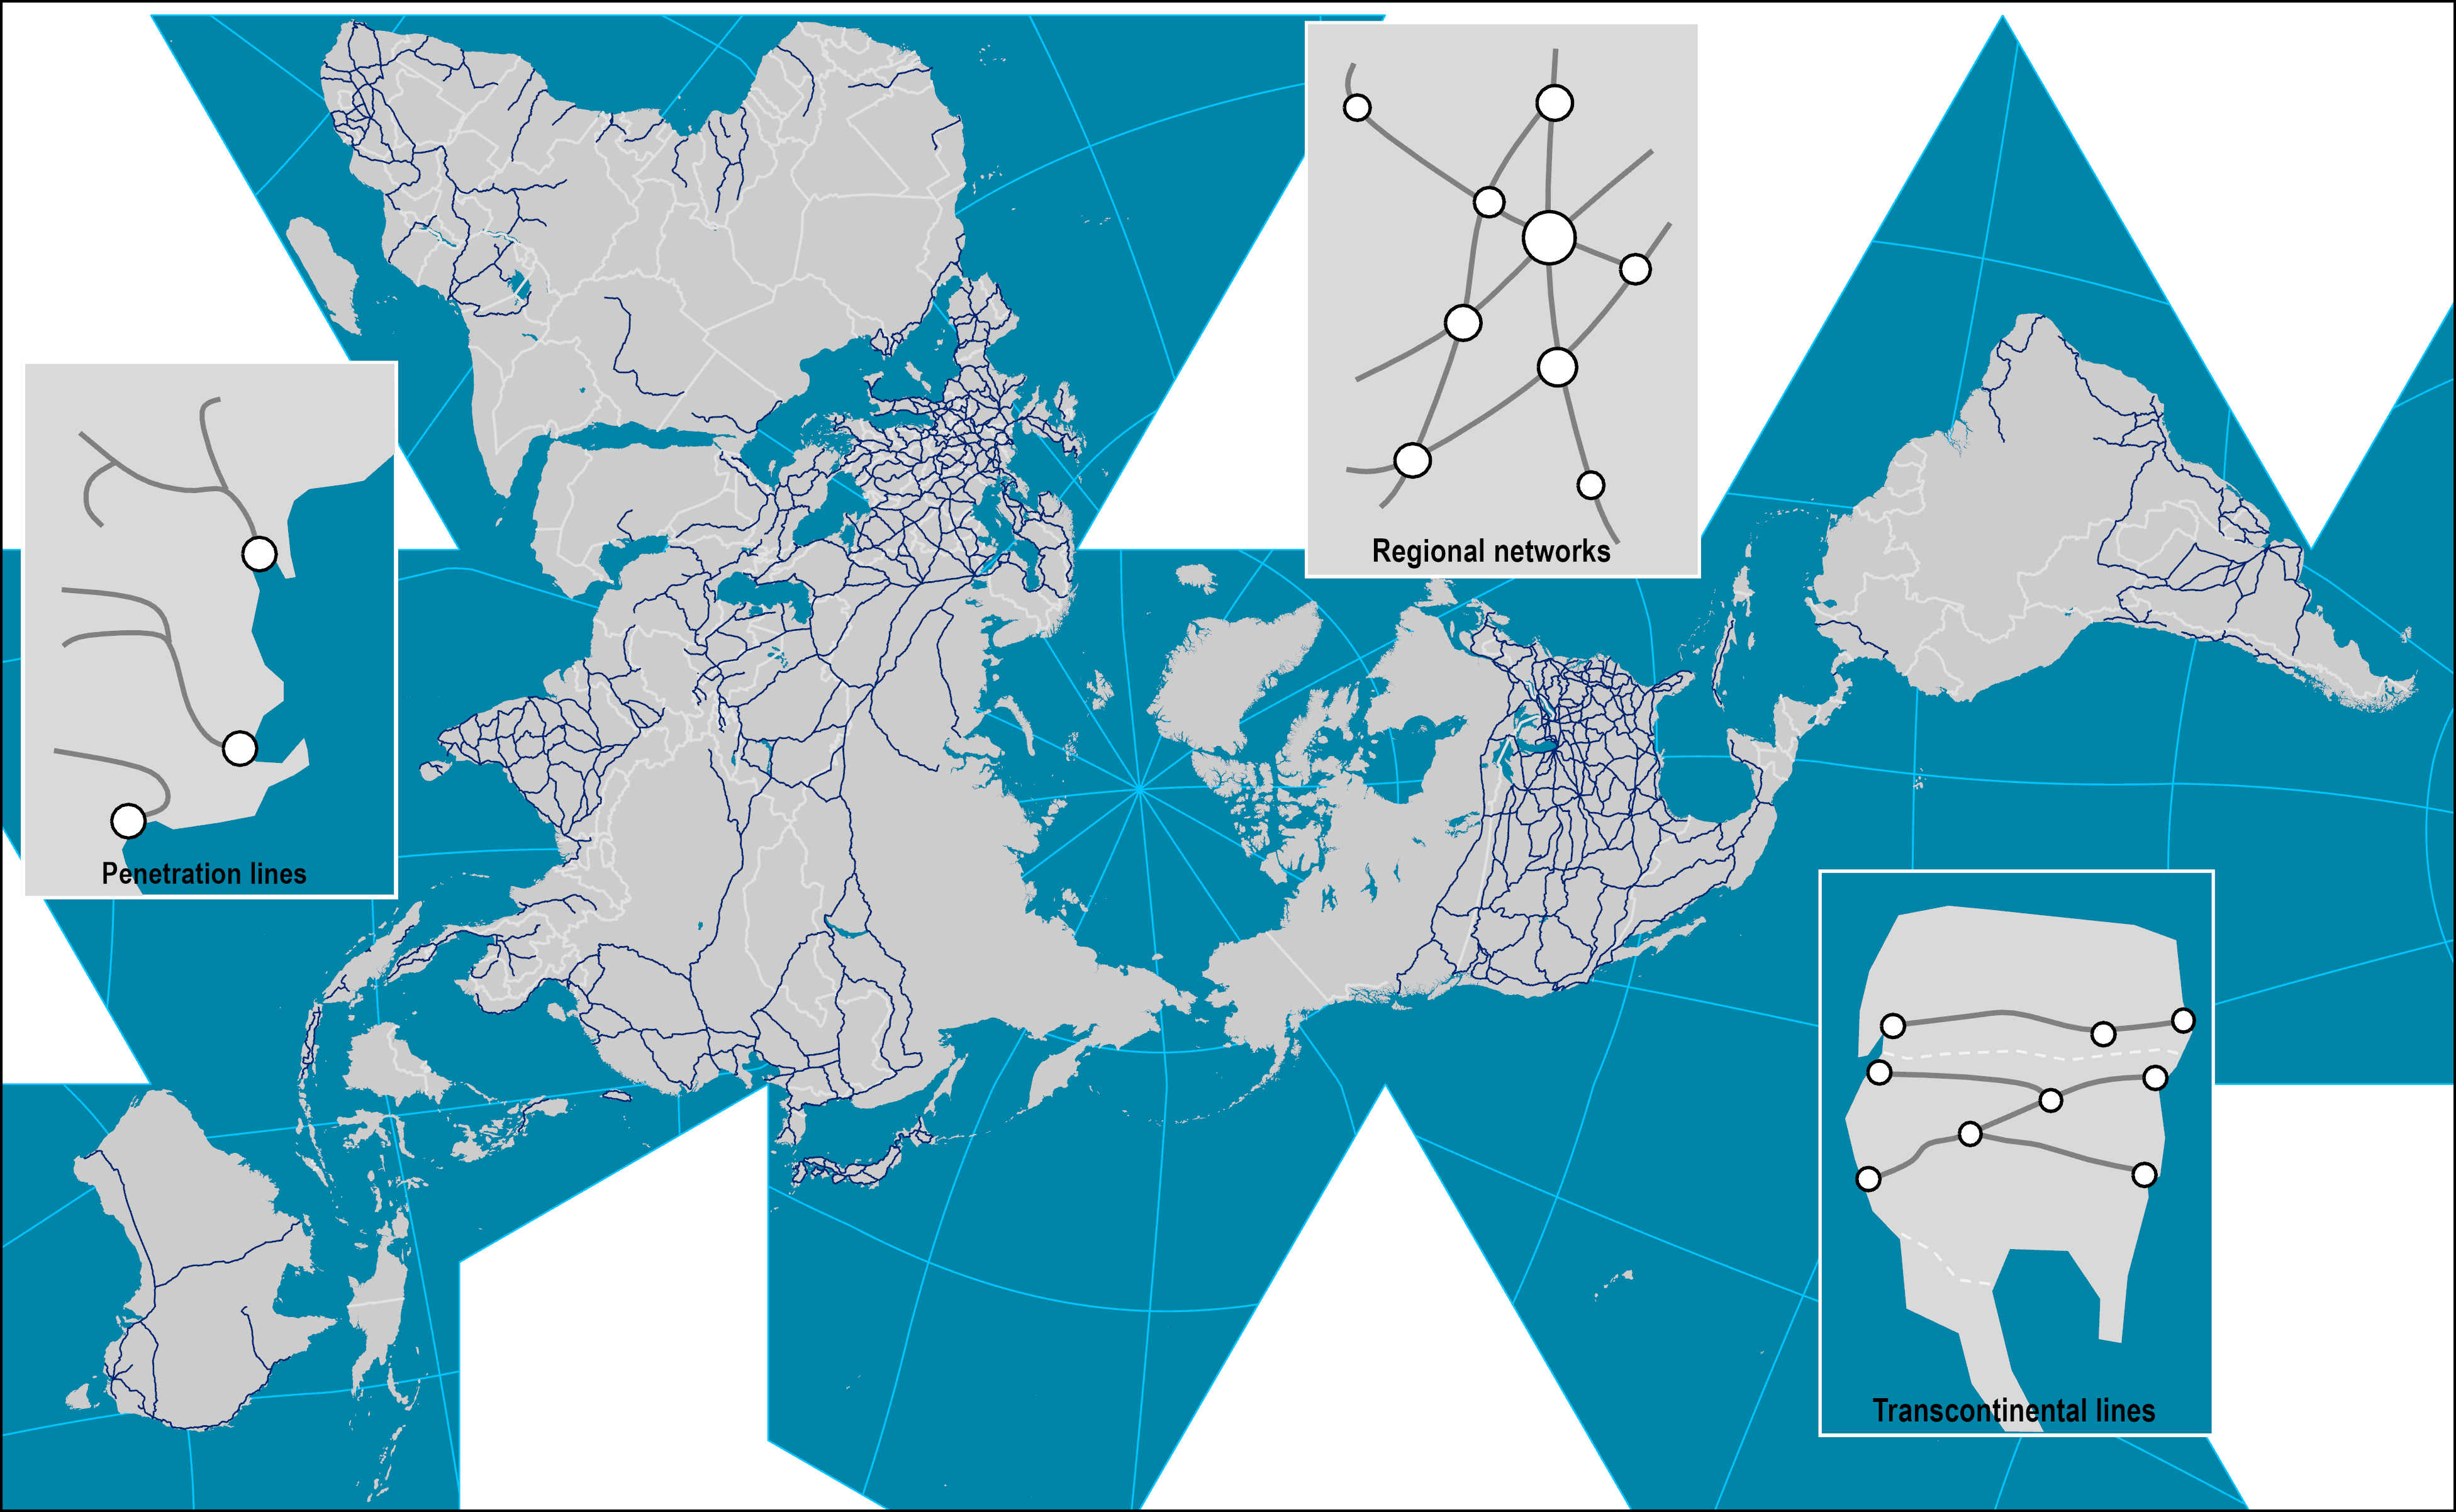 Regional networks
Penetration lines
Transcontinental lines